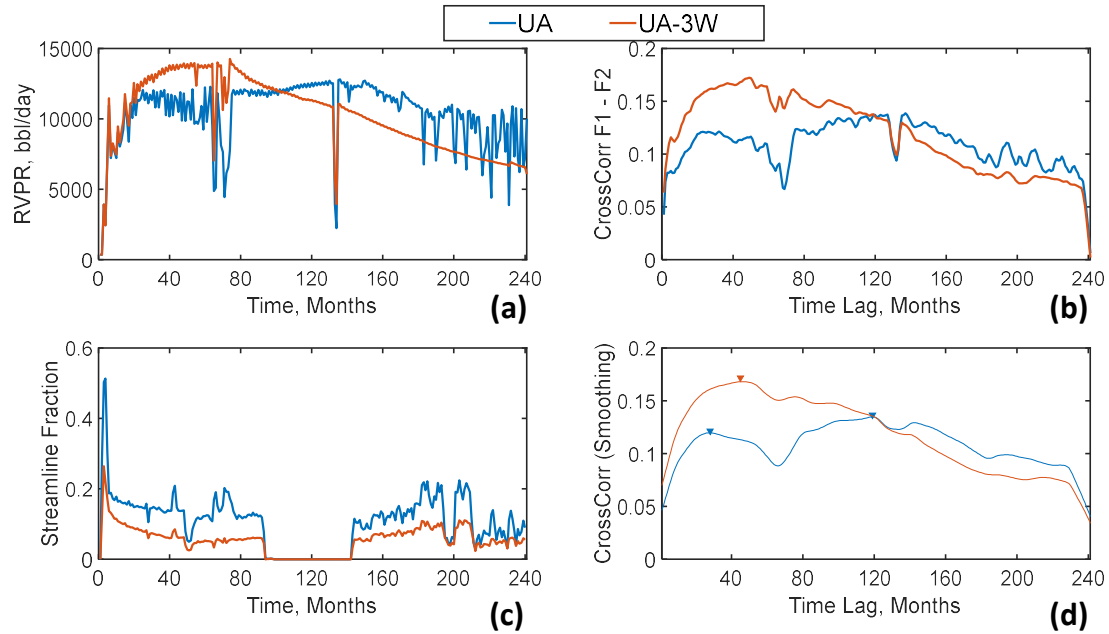 UA UA-3W
15000
10000
5000
0
RVPR, bbl/day
0 40 80 120 160 200 240
Time, Months
(a)
0.2
0.15
0.1
0.05
0
CrossCorr F1 - F2
40 80 120 160 200 240
Time Lag, Months
(b)
0.6
0.4
0.2
0
Streamline Fraction
0 40 80 120 160 200 240
Time, Months
(c)
0.2
0.15
0.1
0.05
0
CrossCorr (Smoothing)
40 80 120 160 200 240
Time Lag, Months
(d)